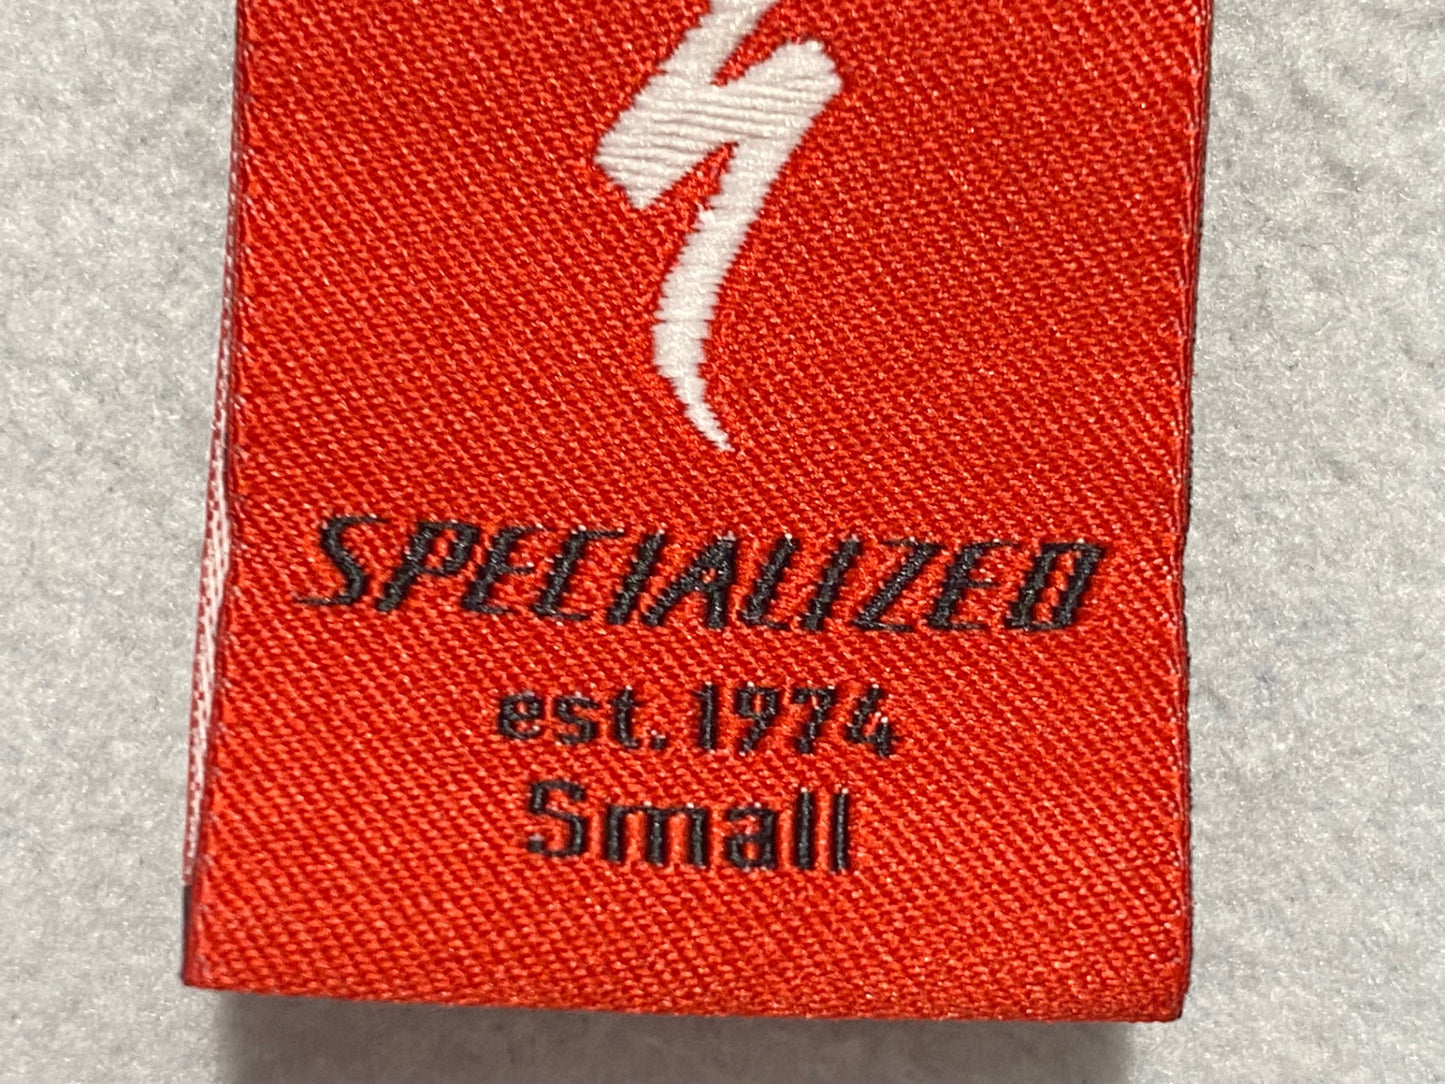 SPECIALIZED
est. 1974
Small